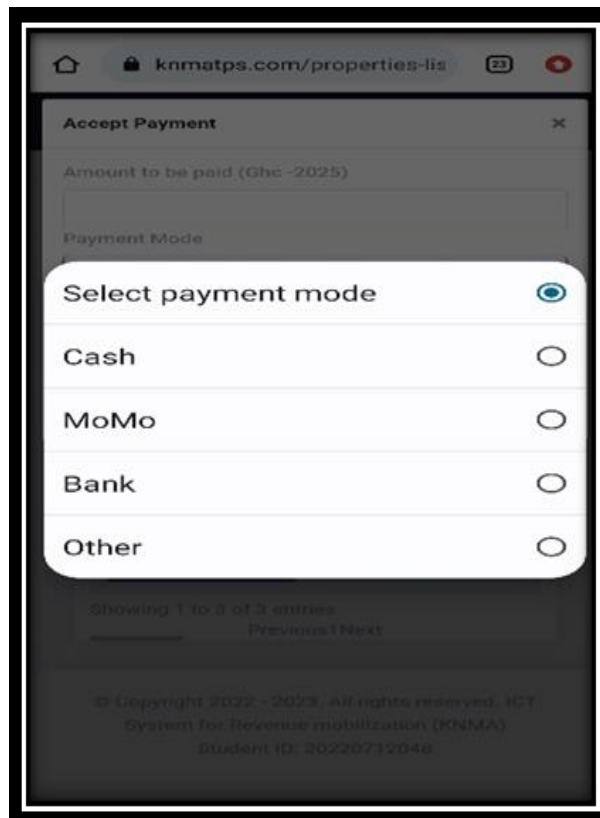 knmatps.com/properties-lis 23
Accept Payment ×
Amount to be paid (Ghc -2025)
Payment Mode
Select payment mode
Cash
MoMo
Bank
Other
Showing 1 to 3 of 3 entries
Previous1Next
© Copyright 2022 - 2023, All rights reserved. ICT
System for Revenue mobilization (KNMA)
Student ID: 20220712046